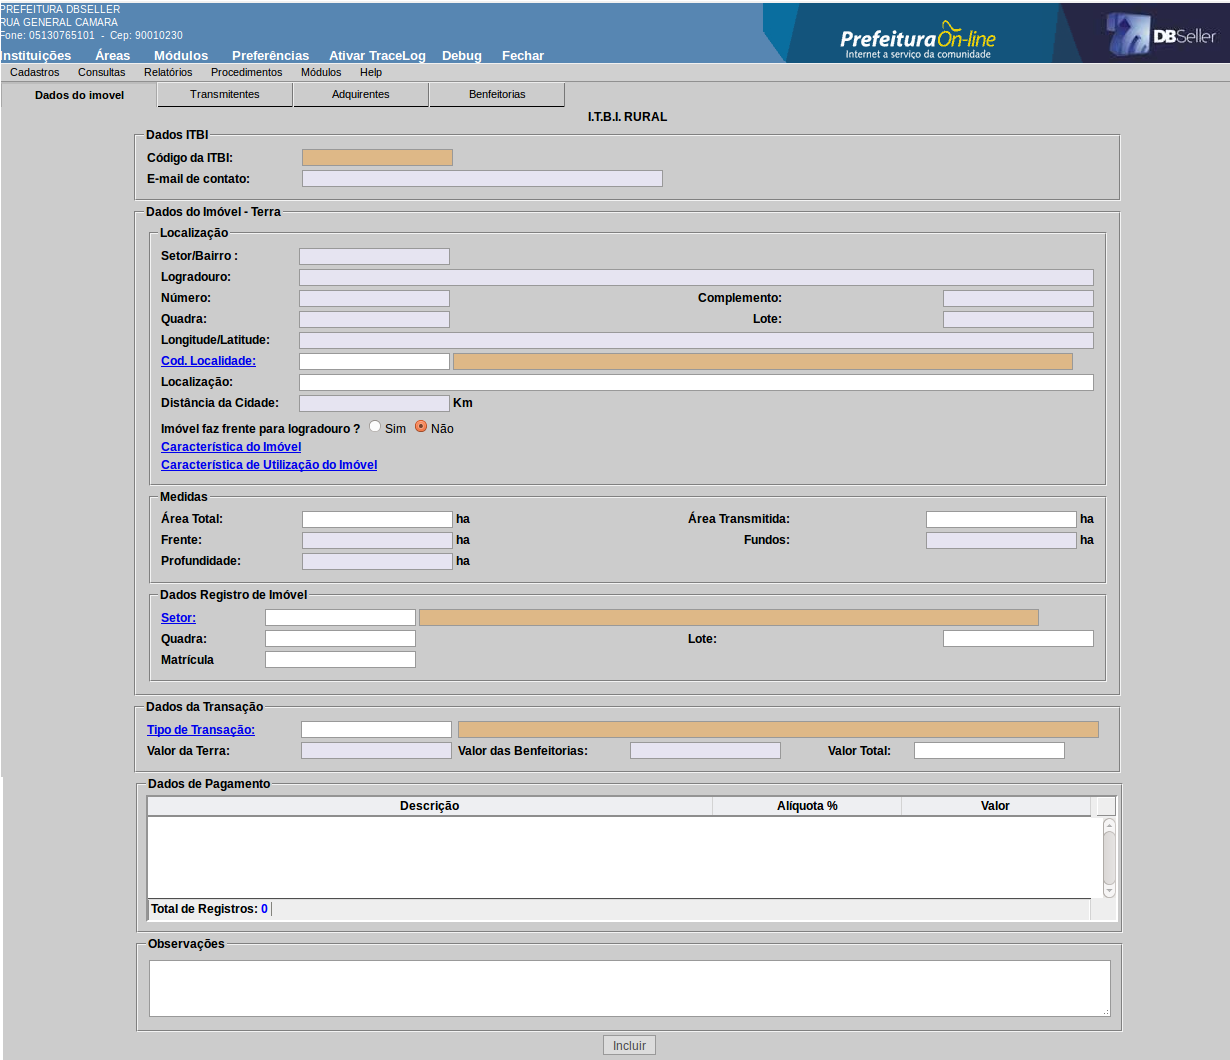 PREFEITURA DBSELLER
RUA GENERAL CAMARA
Fone: 05130765101 - Cep: 90010230
PrefeituraOn-line
Internet a serviço da comunidade
DBSeller
Instituições Áreas Módulos Preferências Ativar TraceLog Debug Fechar
Cadastros Consultas Relatórios Procedimentos Módulos Help
Dados do imovel Transmitentes Adquirentes Benfeitorias
I.T.B.I. RURAL
Dados ITBI
Código da ITBI:
E-mail de contato:
Dados do Imóvel - Terra
Localização
Setor/Bairro :
Logradouro:
Número: Complemento:
Quadra: Lote:
Longitude/Latitude:
Cod. Localidade:
Localização:
Distância da Cidade: Km
Imóvel faz frente para logradouro ? Sim Não
Característica do Imóvel
Característica de Utilização do Imóvel
Medidas
Área Total: ha Área Transmitida: ha
Frente: ha Fundos: ha
Profundidade: ha
Dados Registro de Imóvel
Setor:
Quadra: Lote:
Matrícula
Dados da Transação
Tipo de Transação:
Valor da Terra: Valor das Benfeitorias: Valor Total:
Dados de Pagamento
Descrição Alíquota % Valor
Total de Registros: 0
Observações
Incluir